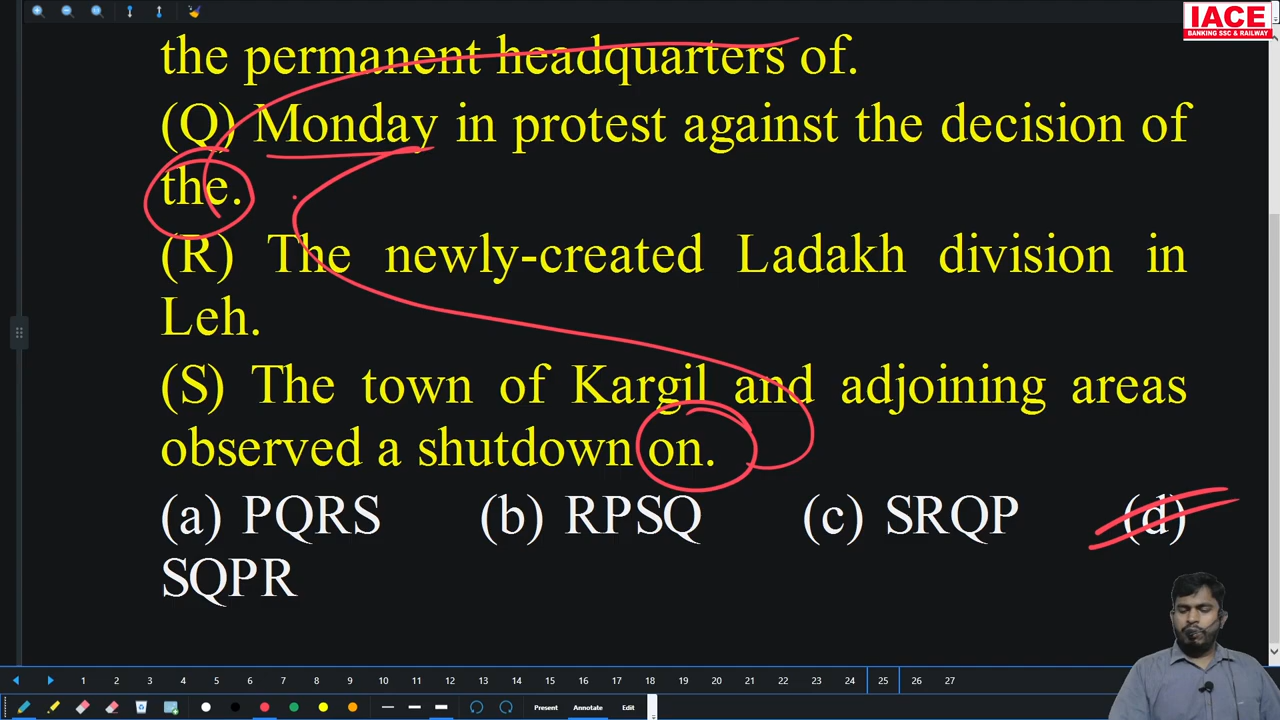 IACE
BANKING SSC & RAILWAY
the permanent headquarters of.
(Q) Monday in protest against the decision of
the.
(R) The newly-created Ladakh division in
Leh.
(S) The town of Kargil and adjoining areas
observed a shutdown on.
(a) PQRS (b) RPSQ (c) SRQP (d)
SQPR
1 2 3 4 5 6 7 8 9 10 11 12 13 14 15 16 17 18 19 20 21 22 23 24 25 26 27
Present Annotate Edit